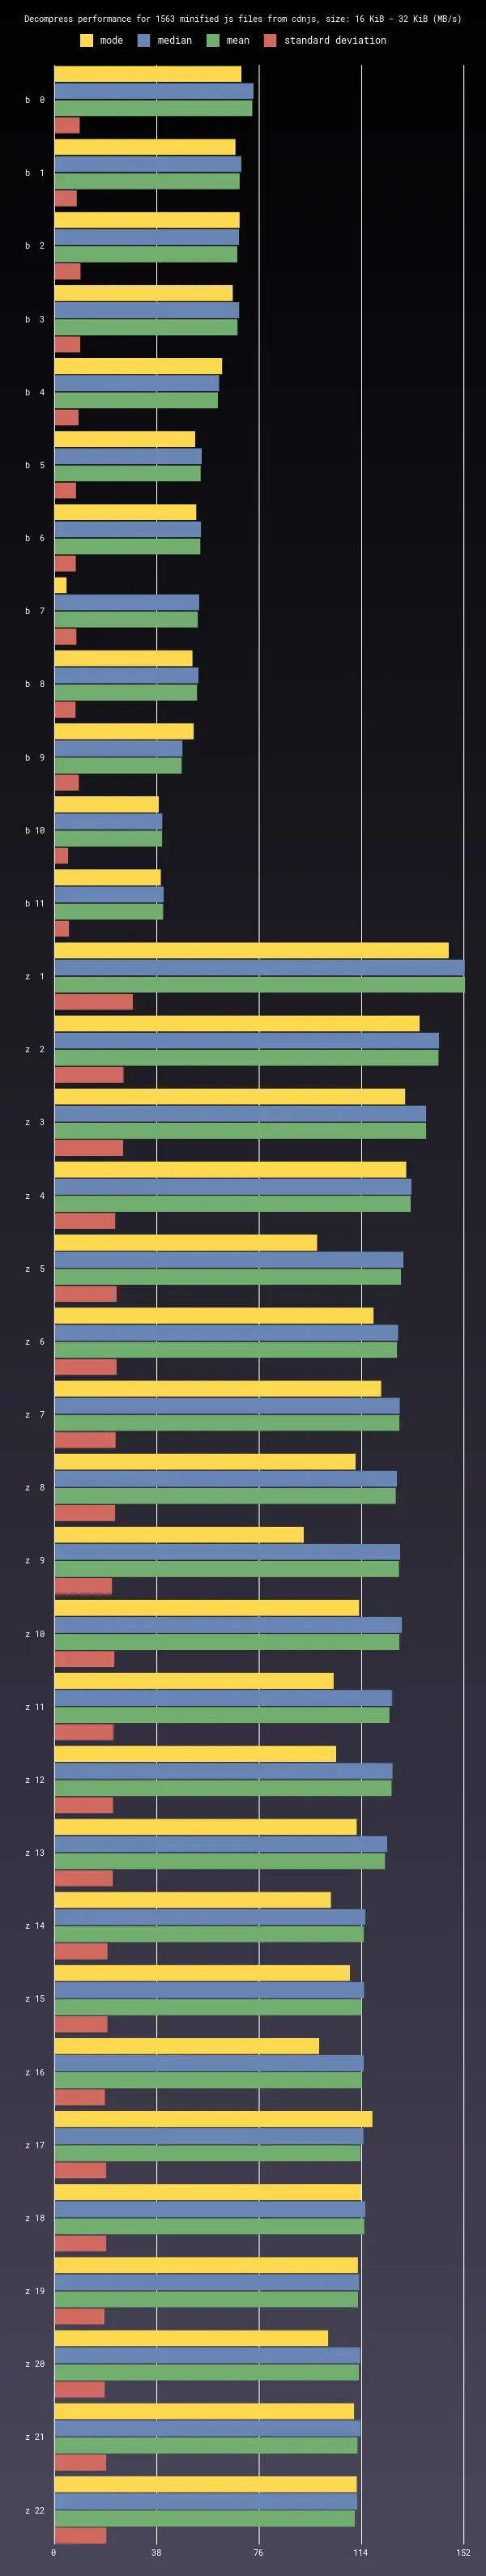 Decompress performance for 1563 minified js files from cdnjs, size: 16 KiB - 32 KiB (MB/s)
mode median mean standard deviation
b 0
b 1
b 2
b 3
b 4
b 5
b 6
b 7
b 8
b 9
b 10
b 11
z 1
z 2
z 3
z 4
z 5
z 6
z 7
z 8
z 9
z 10
z 11
z 12
z 13
z 14
z 15
z 16
z 17
z 18
z 19
z 20
z 21
z 22
0 38 76 114 152